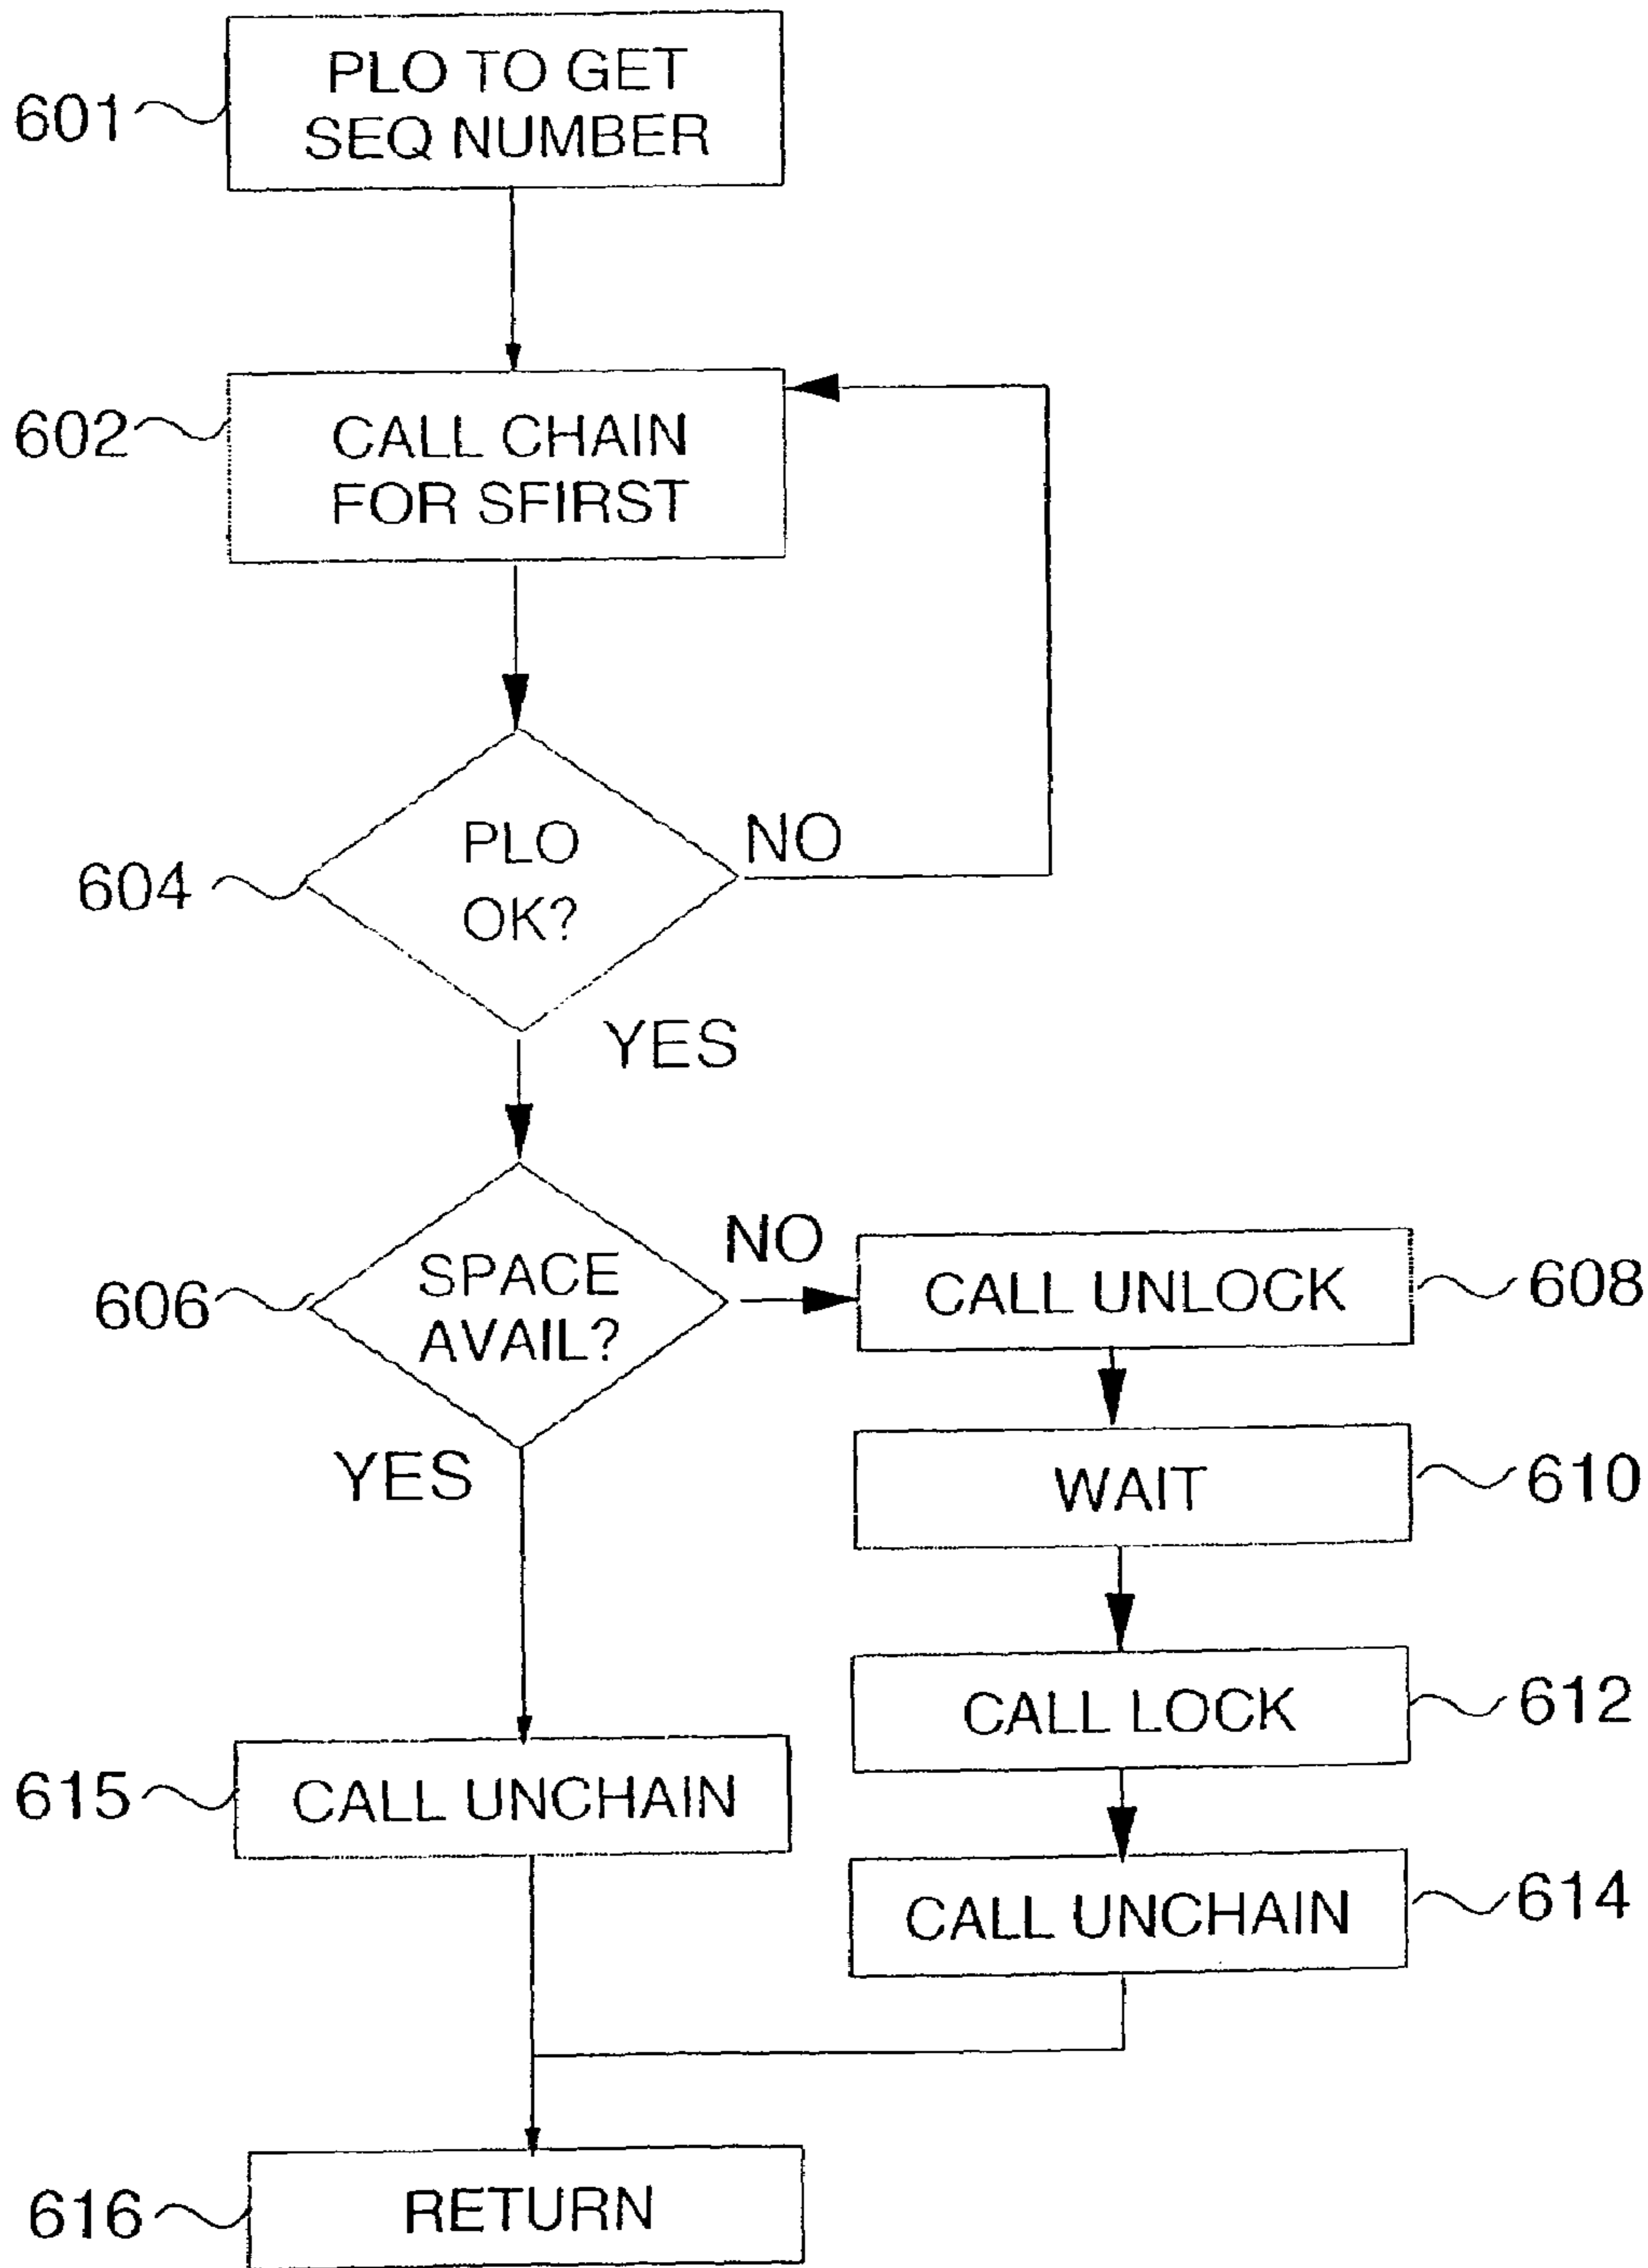 PLO TO GET
SEQ NUMBER
601
CALL CHAIN
FOR SFIRST
602
PLO
OK?
NO
604
YES
SPACE
AVAIL?
NO
606
CALL UNLOCK
608
YES
WAIT
610
CALL LOCK
612
CALL UNCHAIN
615
CALL UNCHAIN
614
RETURN
616